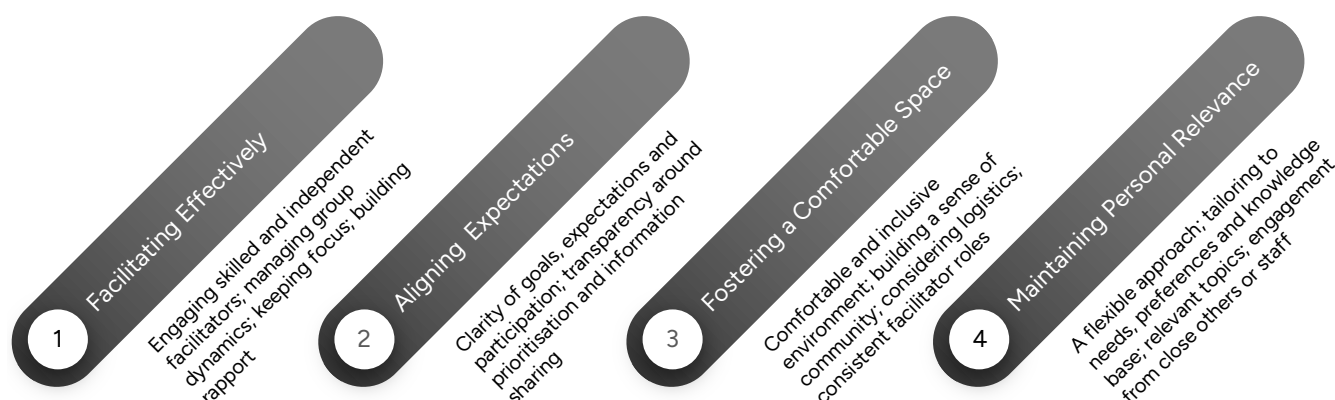 1
Facilitating Effectively
Engaging skilled and independent
facilitators; managing group
dynamics; keeping focus; building
rapport
2
Aligning Expectations
Clarity of goals, expectations and
participation; transparency around
prioritisation and information
sharing
3
Fostering a Comfortable Space
Comfortable and inclusive
environment; building a sense of
community; considering logistics;
consistent facilitator roles
4
Maintaining Personal Relevance
A flexible approach; tailoring to
needs, preferences and knowledge
base; relevant topics; engagement
from close others or staff